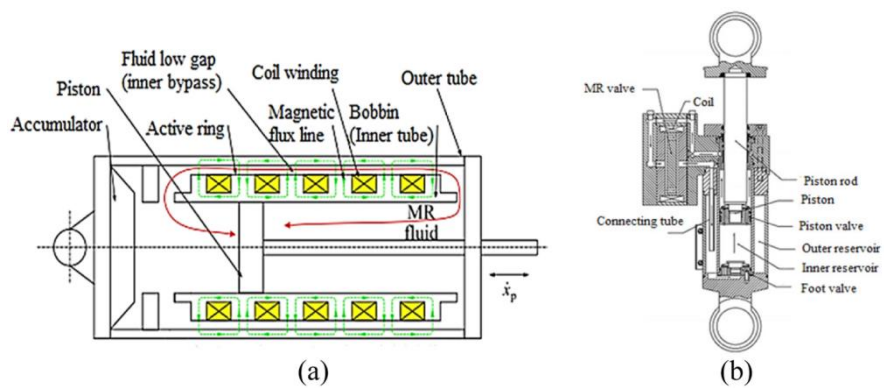 Fluid low gap
(inner bypass)
Piston
Accumulator
Active ring
Coil winding
Magnetic
flux line
Bobbin
(Inner tube)
Outer tube
MR
fluid
ẋp
(a)
MR valve
Coil
Piston rod
Piston
Connecting tube
Piston valve
Outer reservoir
Inner reservoir
Foot valve
(b)